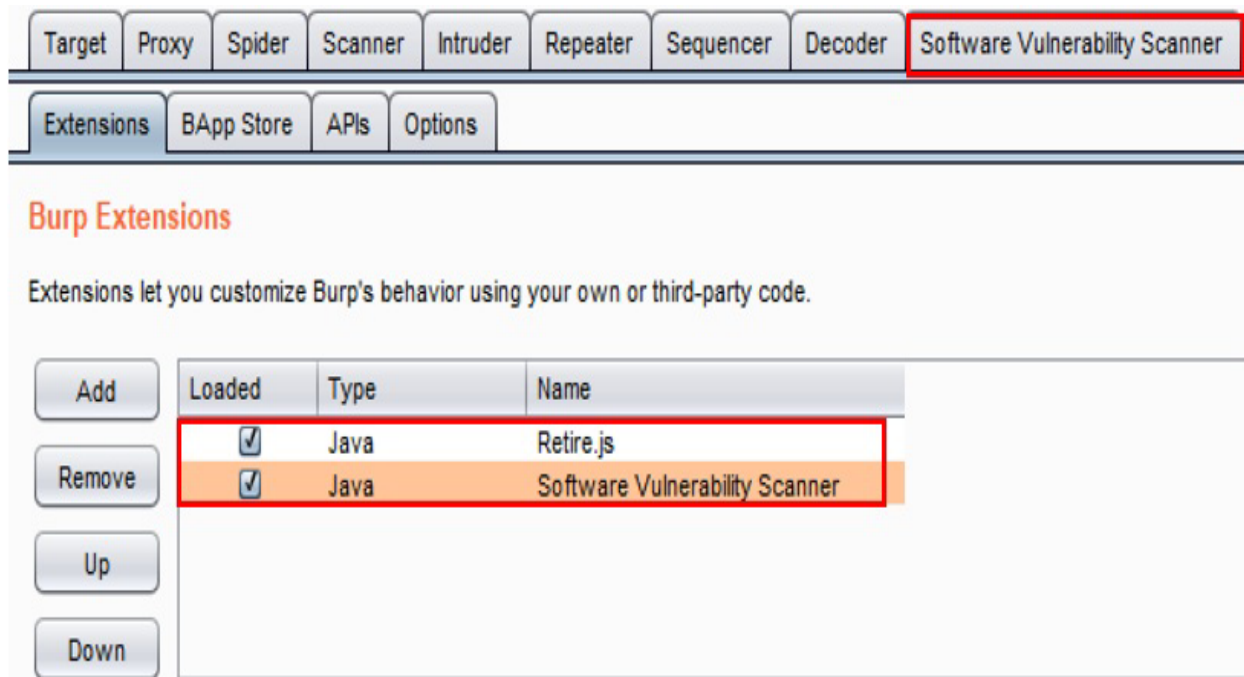 Target Proxy Spider Scanner Intruder Repeater Sequencer Decoder Software Vulnerability Scanner
Extensions BApp Store APIs Options
Burp Extensions
Extensions let you customize Burp's behavior using your own or third-party code.
Add
Remove
Up
Down
Loaded Type Name
Java Retire.js
Java Software Vulnerability Scanner